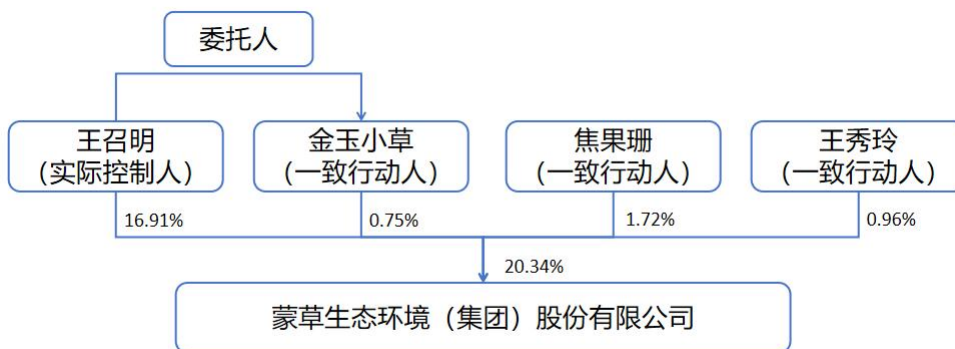 委托人
王召明
（实际控制人）
金玉小草
（一致行动人）
焦果珊
（一致行动人）
王秀玲
（一致行动人）
16.91%
0.75%
1.72%
0.96%
20.34%
蒙草生态环境（集团）股份有限公司